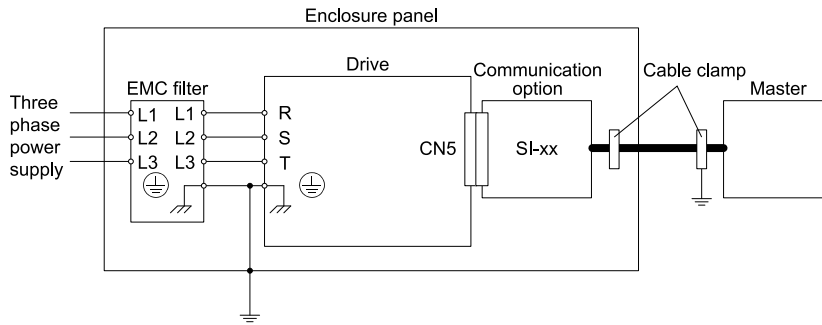 Enclosure panel
Drive
Communication
option
Cable clamp
Master
EMC filter
Three
phase
power
supply
L1 L1 R
L2 L2 S
L3 L3 T
CN5
SI-xx